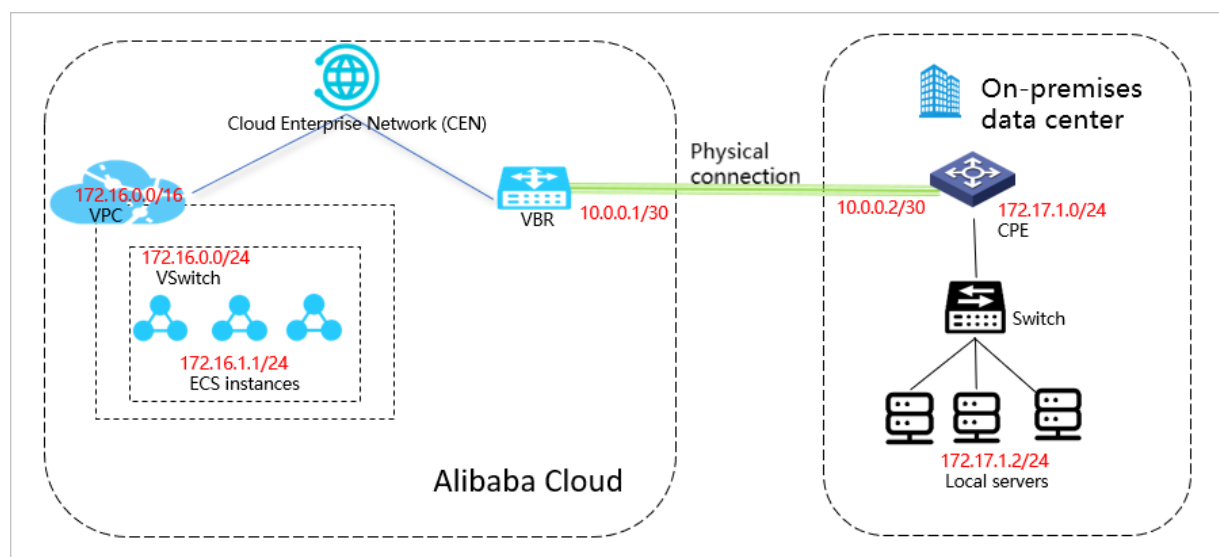 Cloud Enterprise Network (CEN)
172.16.0.0/16
VPC
172.16.0.0/24
VSwitch
172.16.1.1/24
ECS instances
VBR
10.0.0.1/30
Alibaba Cloud
Physical
connection
On-premises
data center
10.0.0.2/30
172.17.1.0/24
CPE
Switch
172.17.1.2/24
Local servers